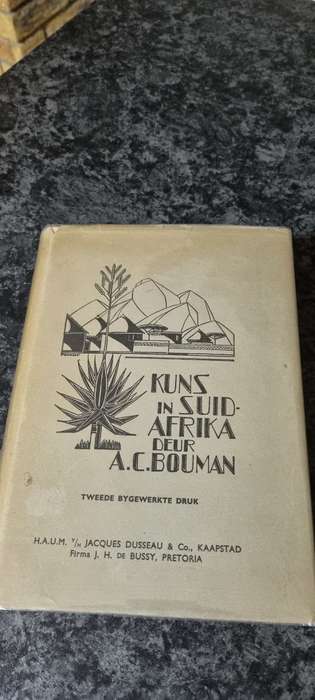 KUNS
IN SUID-
AFRIKA
DEUR
A.C.BOUMAN
TWEEDE BYGEWERKTE DRUK
H.A.U.M. V/H JACQUES DUSSEAU & Co., KAAPSTAD
Firma J. H. DE BUSSY, PRETORIA